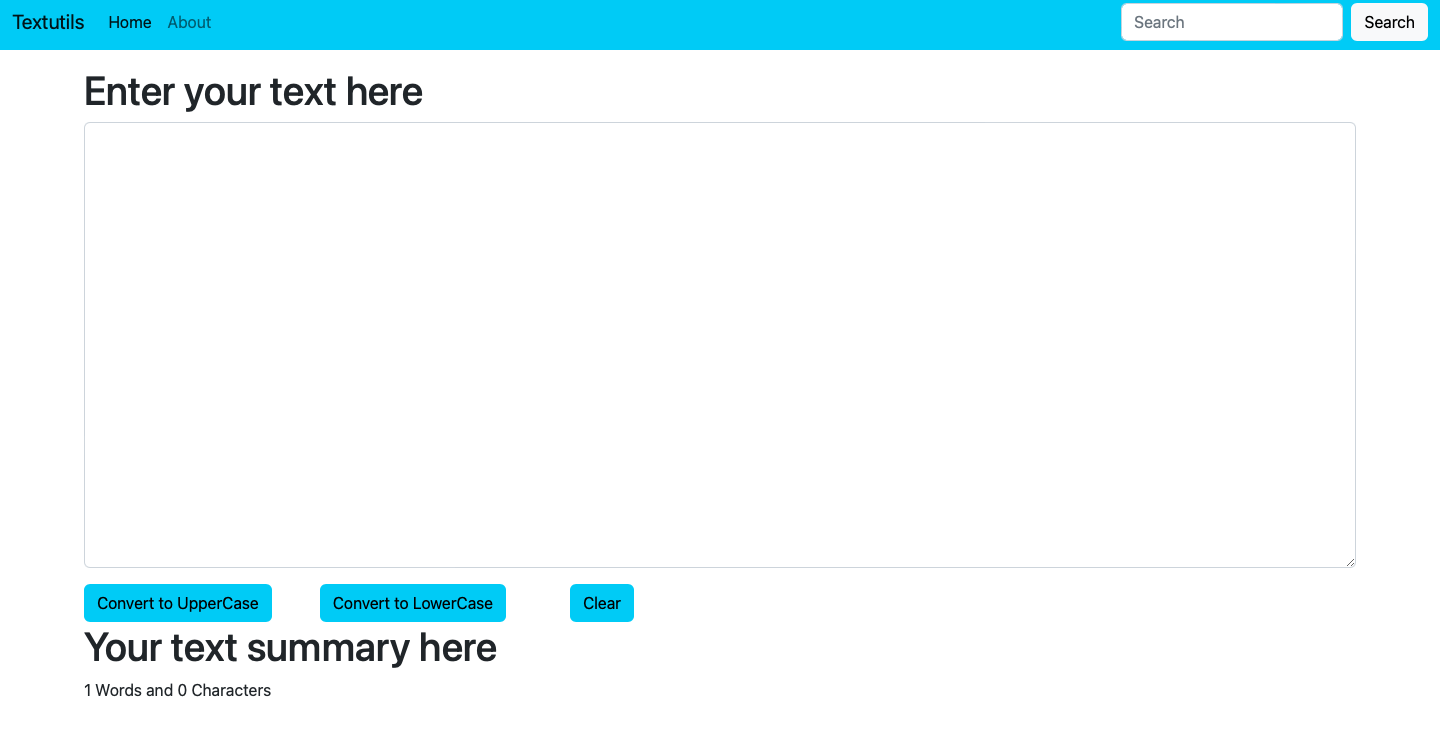 Textutils Home About Search Search
Enter your text here
Convert to UpperCase Convert to LowerCase Clear
Your text summary here
1 Words and 0 Characters